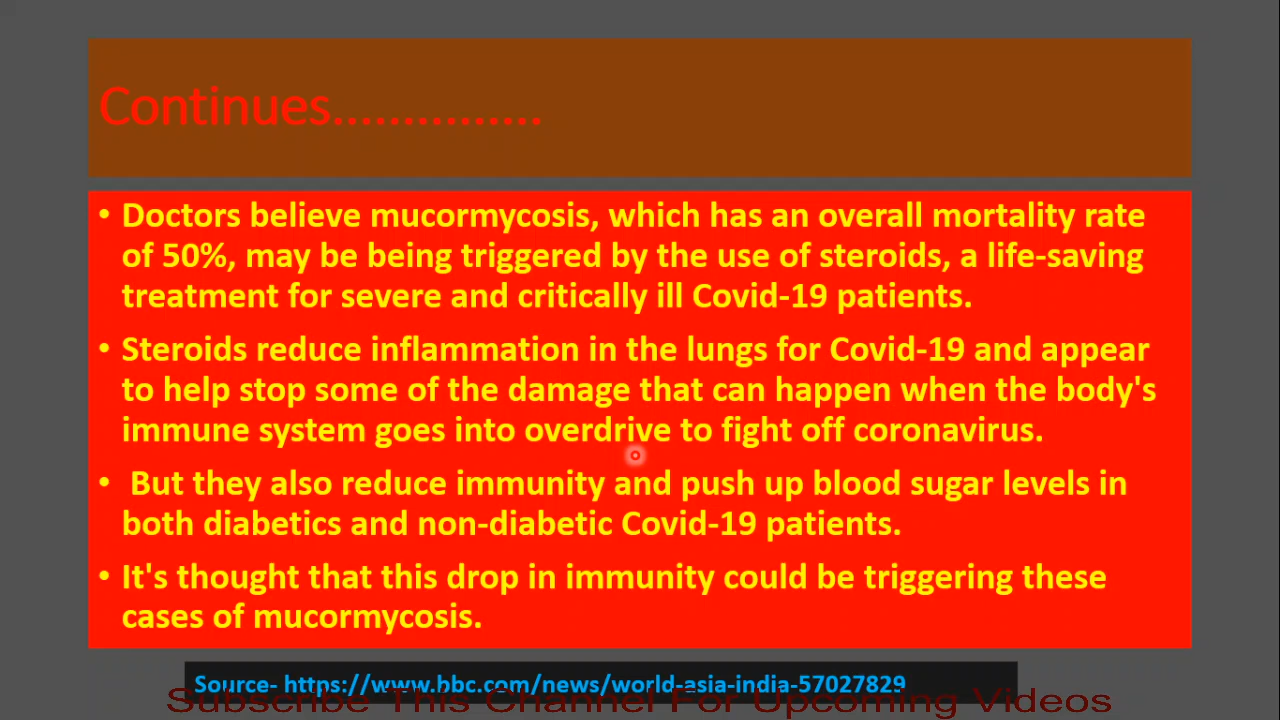 Continues...............
• Doctors believe mucormycosis, which has an overall mortality rate
of 50%, may be being triggered by the use of steroids, a life-saving
treatment for severe and critically ill Covid-19 patients.
• Steroids reduce inflammation in the lungs for Covid-19 and appear
to help stop some of the damage that can happen when the body's
immune system goes into overdrive to fight off coronavirus.
• But they also reduce immunity and push up blood sugar levels in
both diabetics and non-diabetic Covid-19 patients.
• It's thought that this drop in immunity could be triggering these
cases of mucormycosis.
Source- https://www.bbc.com/news/world-asia-india-57027829
Subscribe This Channel For Upcoming Videos